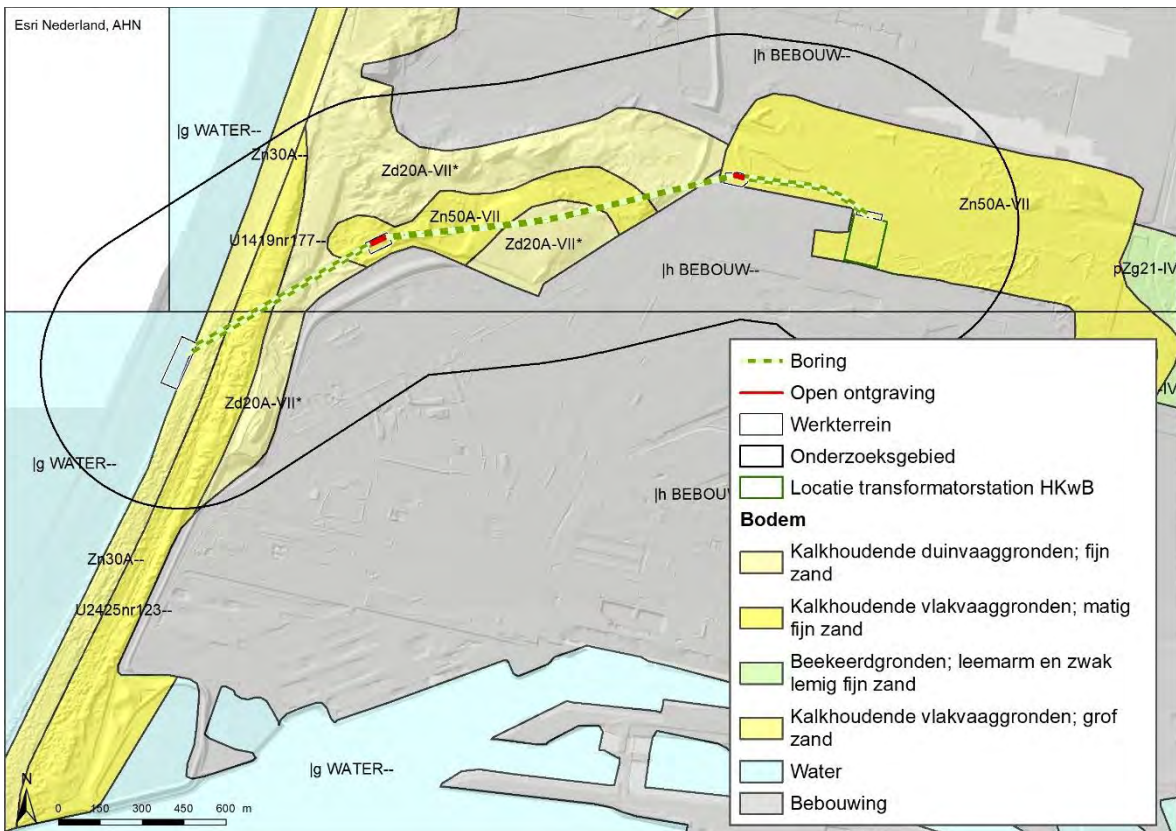 Esri Nederland, AHN
|h BEBOUW--
|g WATER--
Zn30A--
Zd20A-VII*
Zn50A-VII
Zn50A-VII
U1419nr177--
Zd20A-VII*
|h BEBOUW--
pZg21-IV
Zd20A-VII*
|g WATER--
|h BEBOUW
Zn30A--
U2425nr123--
|g WATER--
N
0 150 300 450 600 m
Boring
Open ontgraving
Werkterrein
Onderzoeksgebied
Locatie transformatorstation HKwB
Bodem
Kalkhoudende duinvaaggronden; fijn
zand
Kalkhoudende vlakvaaggronden; matig
fijn zand
Beekeerdgronden; leemarm en zwak
lemig fijn zand
Kalkhoudende vlakvaaggronden; grof
zand
Water
Bebouwing